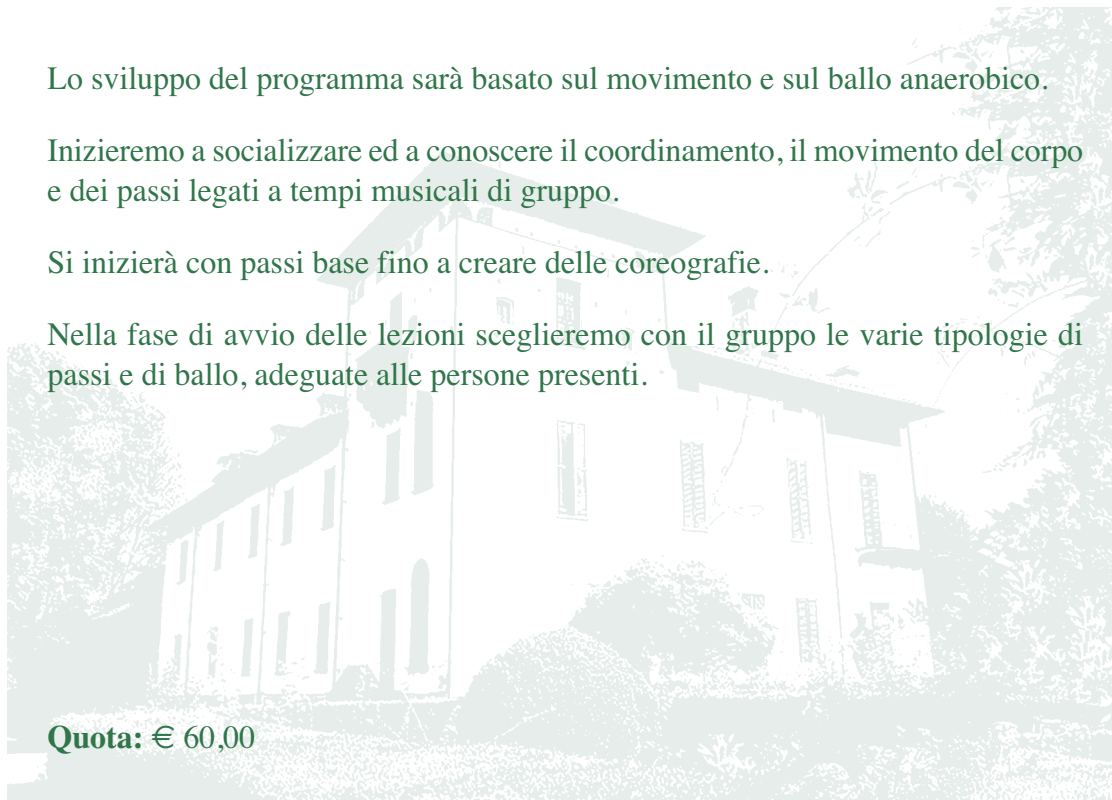 Lo sviluppo del programma sarà basato sul movimento e sul ballo anaerobico.
Inizieremo a socializzare ed a conoscere il coordinamento, il movimento del corpo
e dei passi legati a tempi musicali di gruppo.
Si inizierà con passi base fino a creare delle coreografie.
Nella fase di avvio delle lezioni sceglieremo con il gruppo le varie tipologie di
passi e di ballo, adeguate alle persone presenti.
Quota: € 60,00